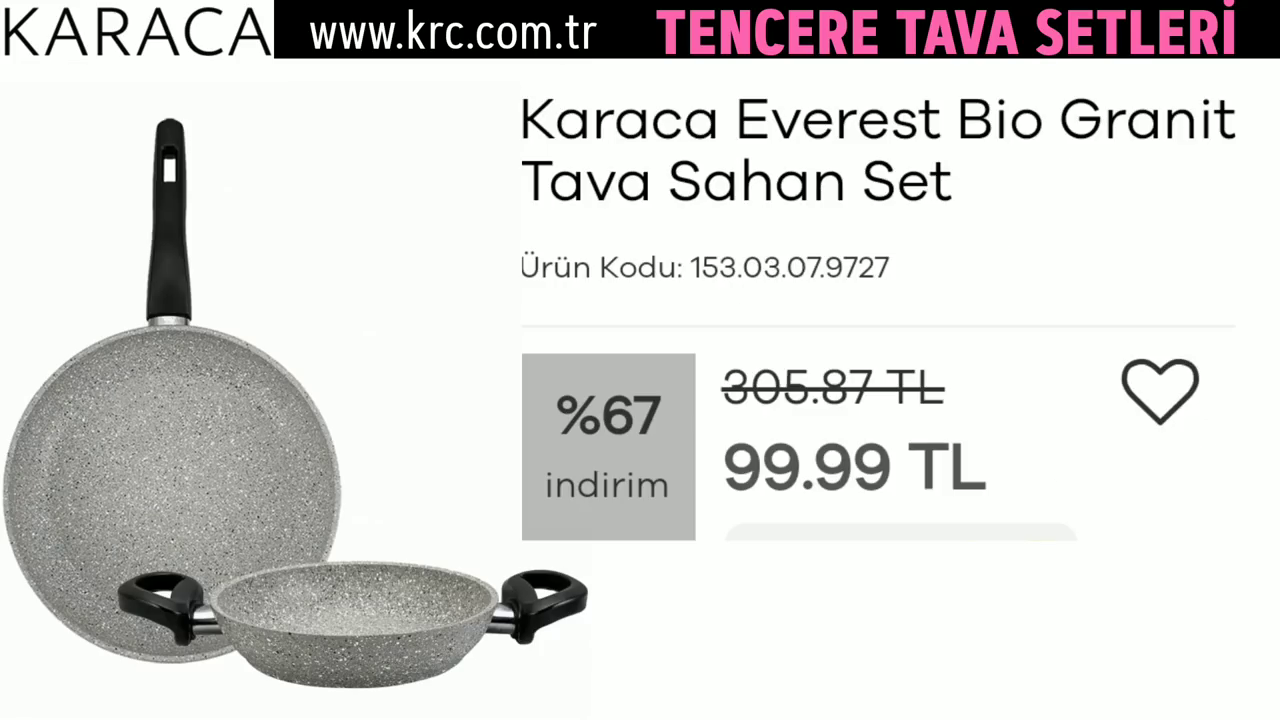 KARACA
www.krc.com.tr
TENCERE TAVA SETLERİ
Karaca Everest Bio Granit
Tava Sahan Set
Ürün Kodu: 153.03.07.9727
%67
indirim
305.87 TL
99.99 TL